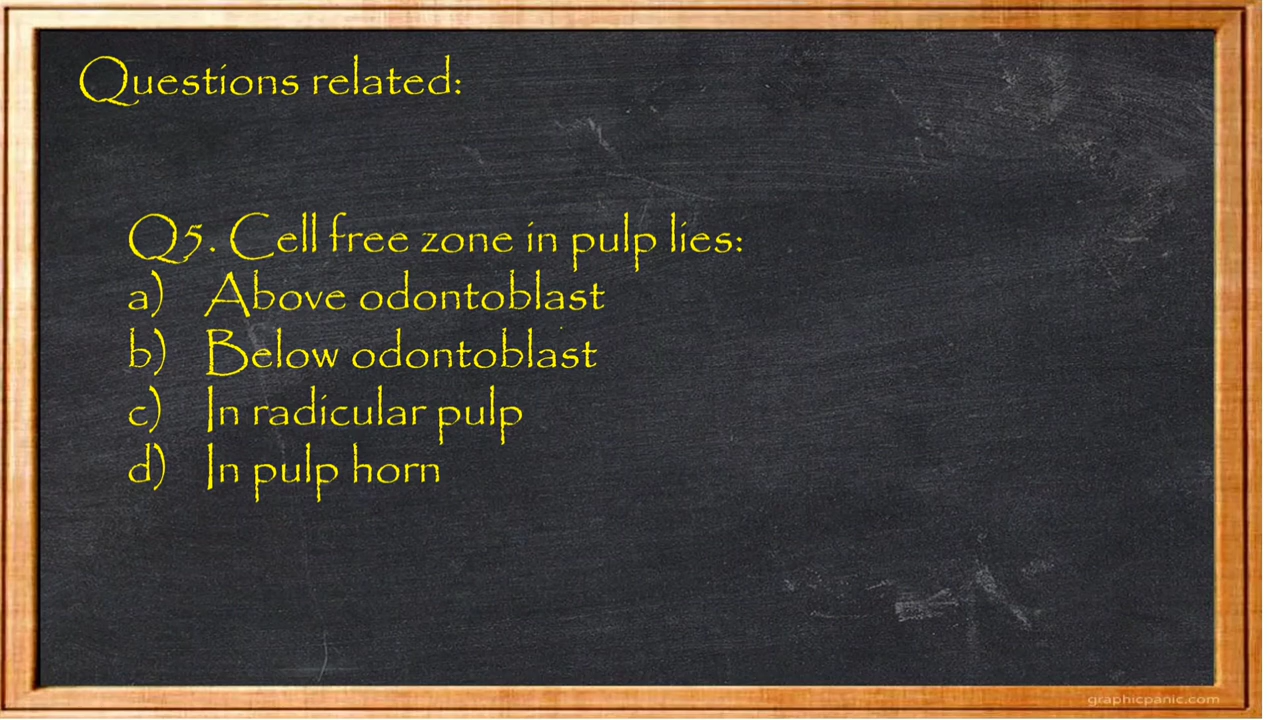 Questions related:
Q5. Cell free zone in pulp lies:
a) Above odontoblast
b) Below odontoblast
c) In radicular pulp
d) In pulp horn
graphicpanic.com